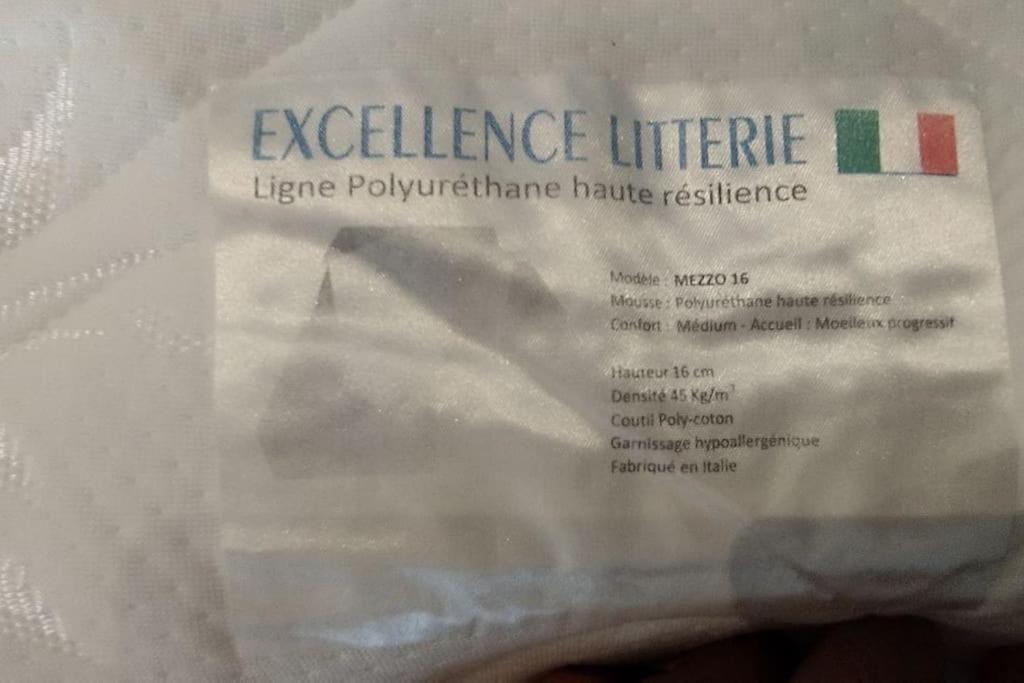 EXCELLENCE LITTERIE
Ligne Polyuréthane haute résilience
Modèle : MEZZO 16
Mousse : Polyuréthane haute résilience
Confort : Médium - Accueil : Moelleux progressif
Hauteur 16 cm
Densité 45 Kg/m³
Coutil Poly-coton
Garnissage hypoallergénique
Fabriqué en Italie